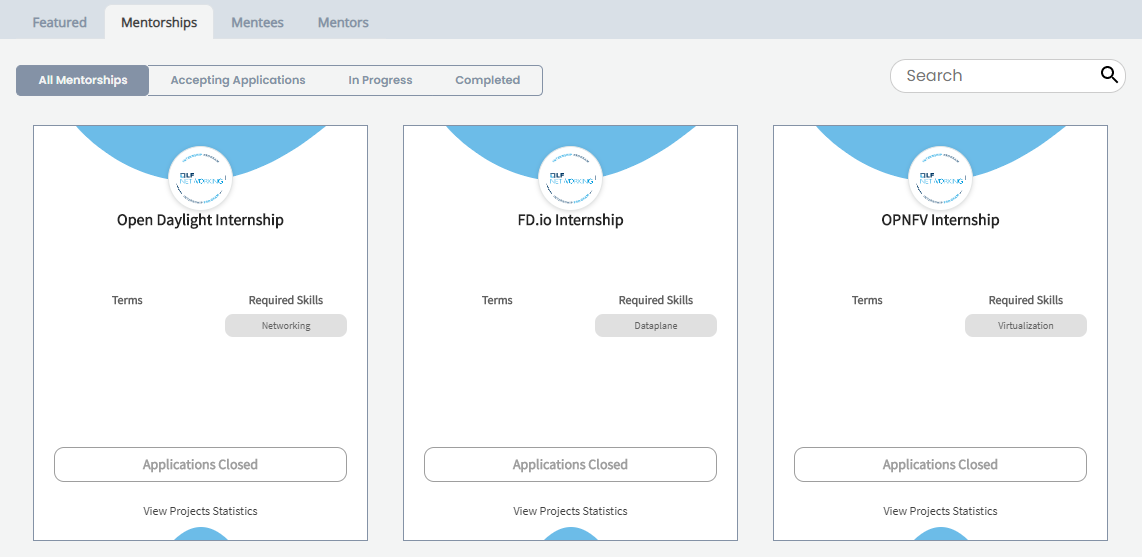 Featured Mentorships Mentees Mentors
All Mentorships Accepting Applications In Progress Completed Search
LF NETWORKING LF NETWORKING LF NETWORKING
Open Daylight Internship FD.io Internship OPNFV Internship
Terms Required Skills Terms Required Skills Terms Required Skills
Networking Dataplane Virtualization
Applications Closed Applications Closed Applications Closed
View Projects Statistics View Projects Statistics View Projects Statistics